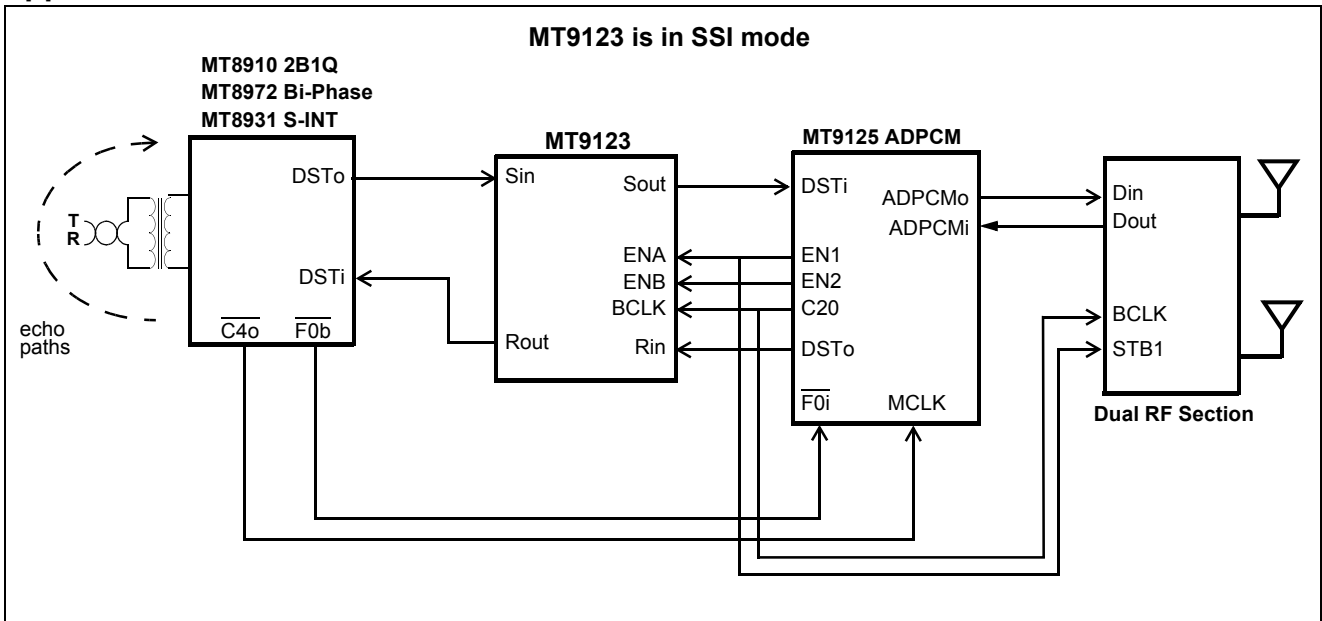 MT9123 is in SSI mode
MT8910 2B1Q
MT8972 Bi-Phase
MT8931 S-INT
MT9123
MT9125 ADPCM
DSTo
Sin
Sout
DSTi
ADPCMo
Din
ADPCMi
Dout
T
R
ENA
EN1
DSTi
ENB
EN2
BCLK
C20
BCLK
echo
paths
C4o
F0b
Rout
Rin
DSTo
STB1
F0i
MCLK
Dual RF Section